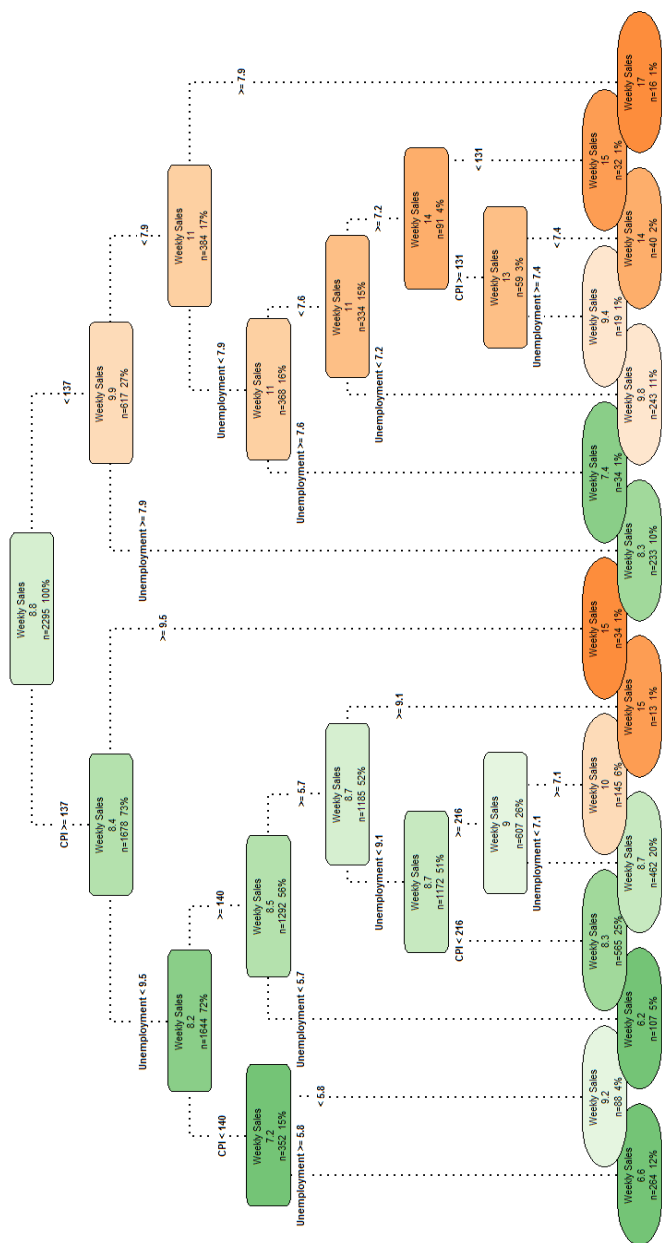 Weekly Sales
8.8
n=2295 100%
CPI >= 137
< 137
Weekly Sales
8.4
n=1678 73%
Weekly Sales
9.9
n=617 27%
Unemployment < 9.5
>= 9.5
Unemployment >= 7.9
< 7.9
Weekly Sales
8.2
n=1644 72%
Weekly Sales
11
n=384 17%
CPI < 140
>= 140
Unemployment < 7.9
>= 7.9
Weekly Sales
7.2
n=352 15%
Weekly Sales
8.5
n=1292 56%
Weekly Sales
11
n=368 16%
Unemployment >= 5.8
< 5.8
Unemployment < 5.7
>= 5.7
Unemployment >= 7.6
< 7.6
Weekly Sales
8.7
n=1185 52%
Weekly Sales
11
n=334 15%
Unemployment < 9.1
>= 9.1
Unemployment < 7.2
>= 7.2
Weekly Sales
8.7
n=1172 51%
Weekly Sales
14
n=91 4%
CPI < 216
>= 216
CPI >= 131
< 131
Weekly Sales
9
n=607 26%
Weekly Sales
13
n=59 3%
Unemployment < 7.1
>= 7.1
Unemployment >= 7.4
< 7.4
Weekly Sales
6.6
n=264 12%
Weekly Sales
9.2
n=88 4%
Weekly Sales
6.2
n=107 5%
Weekly Sales
8.3
n=565 25%
Weekly Sales
8.7
n=462 20%
Weekly Sales
10
n=145 6%
Weekly Sales
15
n=13 1%
Weekly Sales
15
n=34 1%
Weekly Sales
8.3
n=233 10%
Weekly Sales
7.4
n=34 1%
Weekly Sales
9.8
n=243 11%
Weekly Sales
9.4
n=19 1%
Weekly Sales
14
n=40 2%
Weekly Sales
15
n=32 1%
Weekly Sales
17
n=16 1%